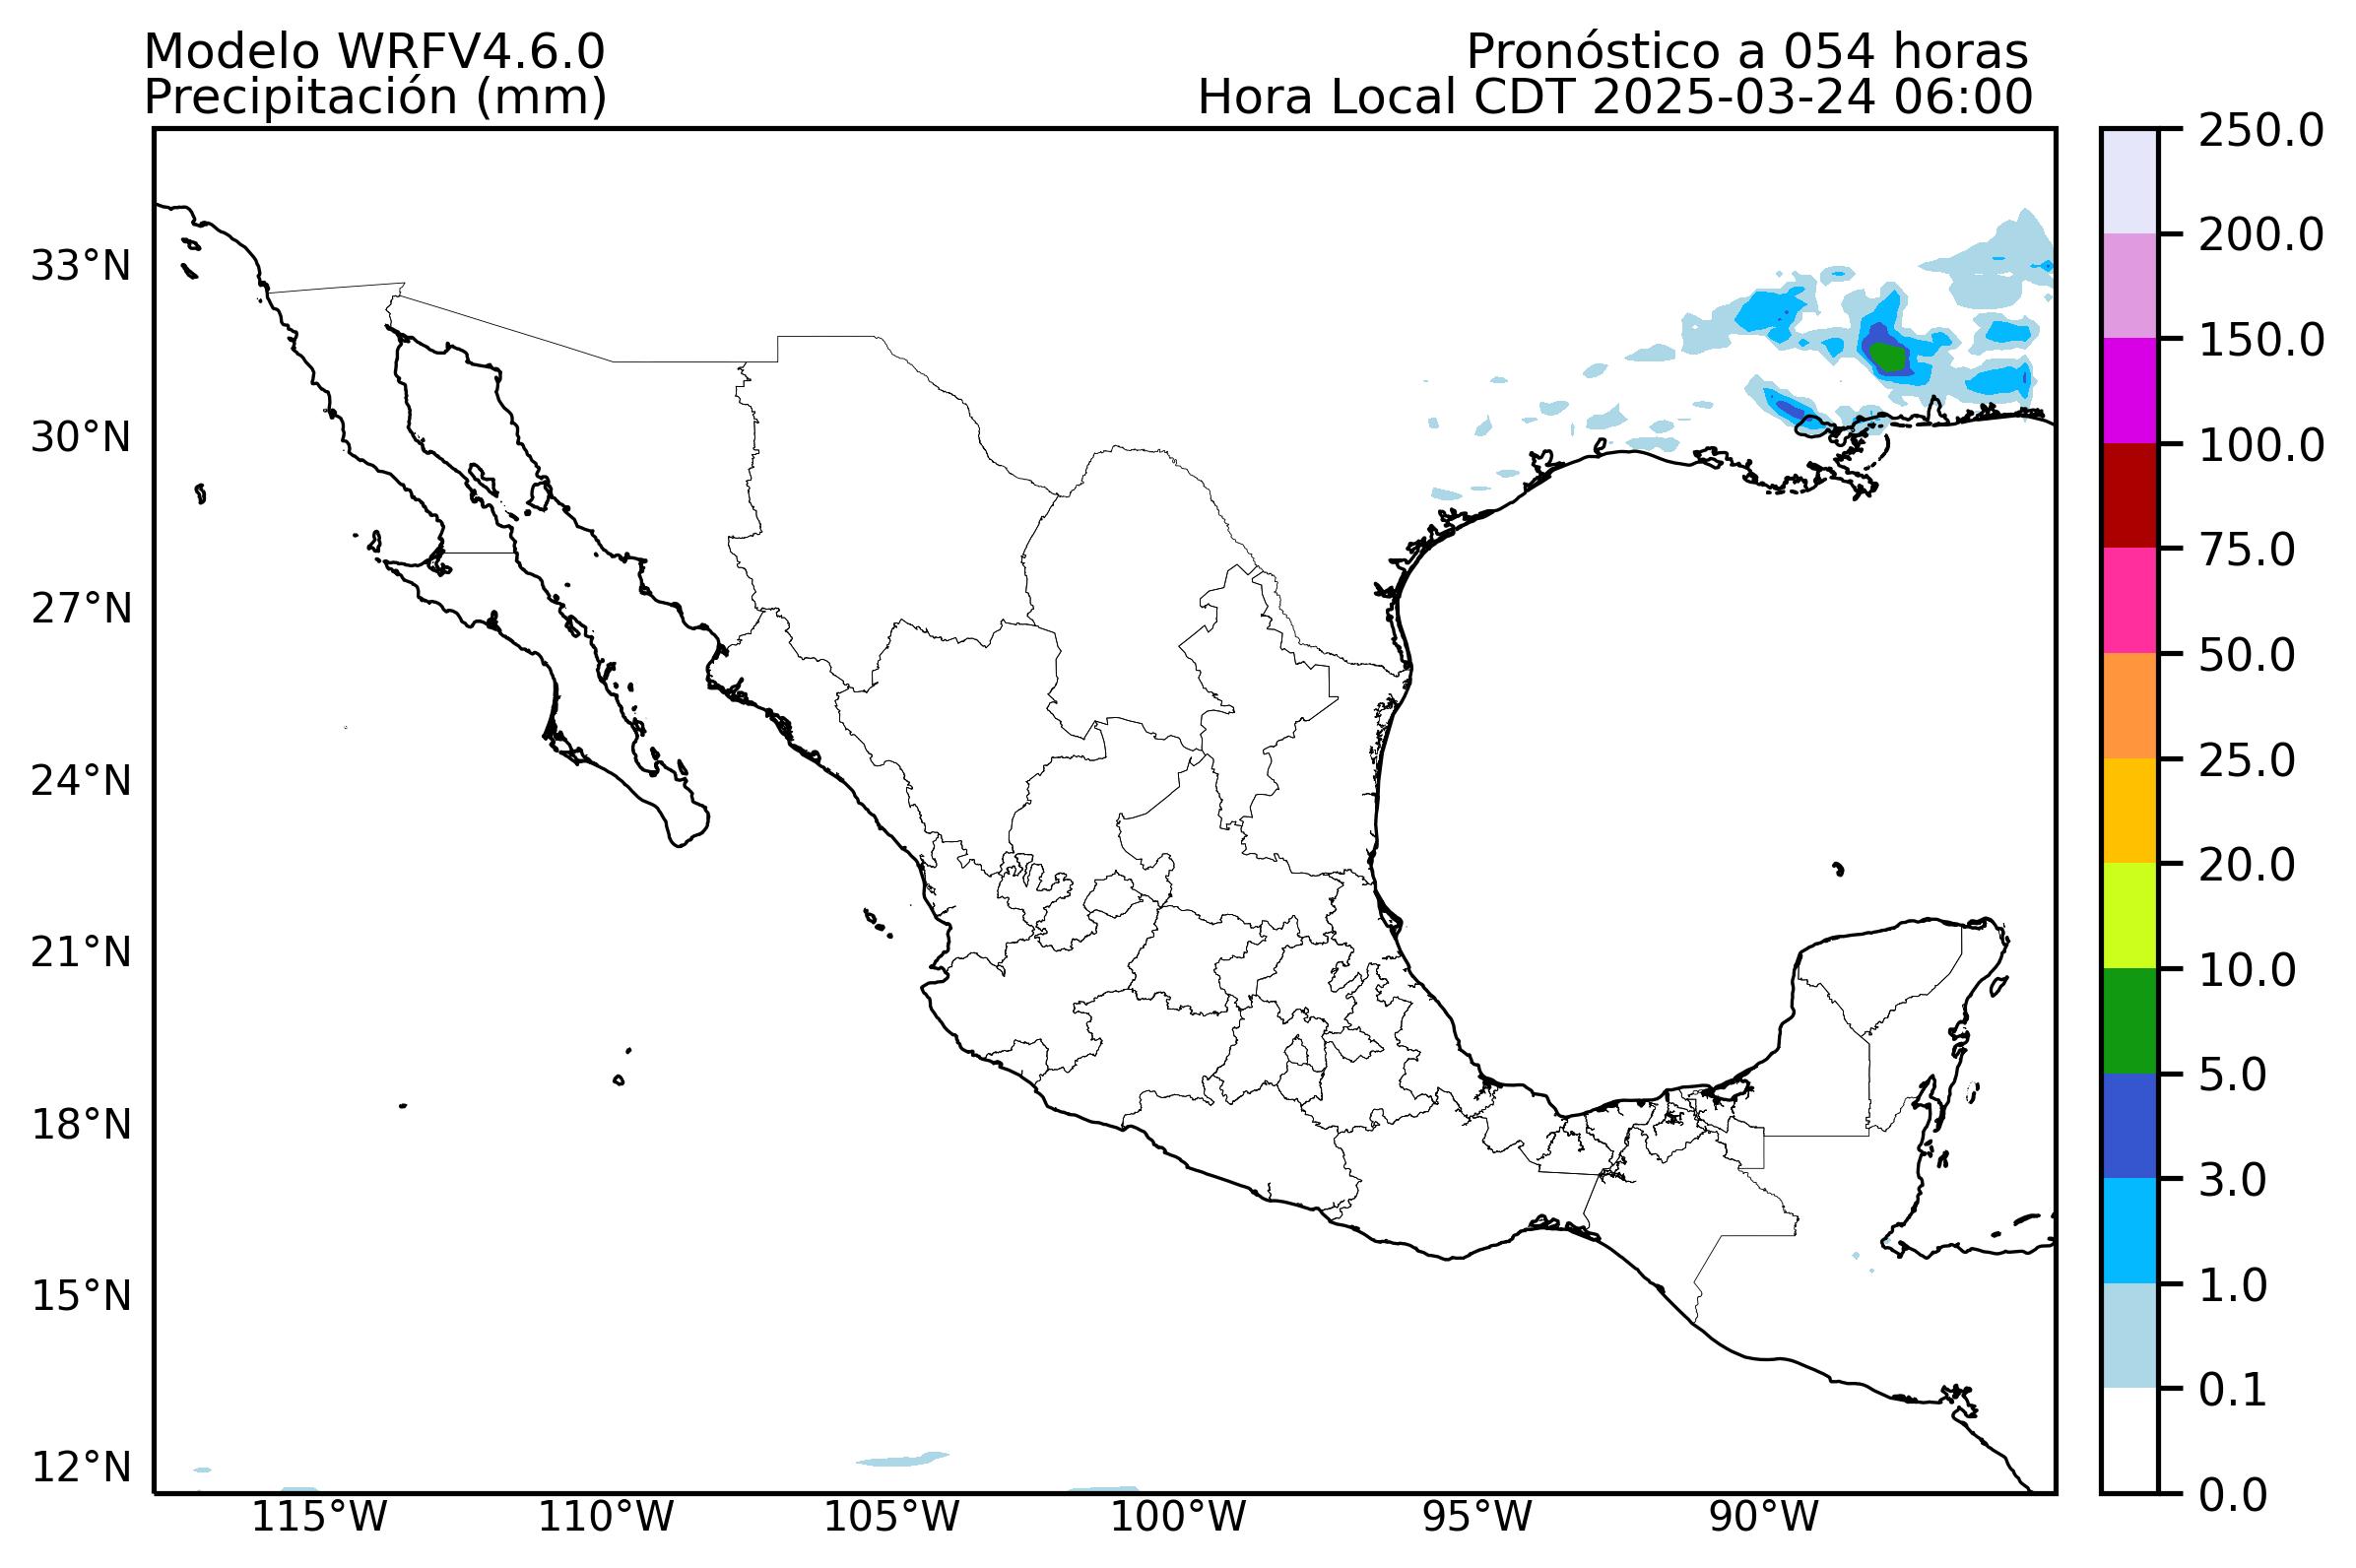 Modelo WRFV4.6.0
Precipitación (mm)
Pronóstico a 054 horas
Hora Local CDT 2025-03-24 06:00
33°N
30°N
27°N
24°N
21°N
18°N
15°N
12°N
115°W
110°W
105°W
100°W
95°W
90°W
250.0
200.0
150.0
100.0
75.0
50.0
25.0
20.0
10.0
5.0
3.0
1.0
0.1
0.0